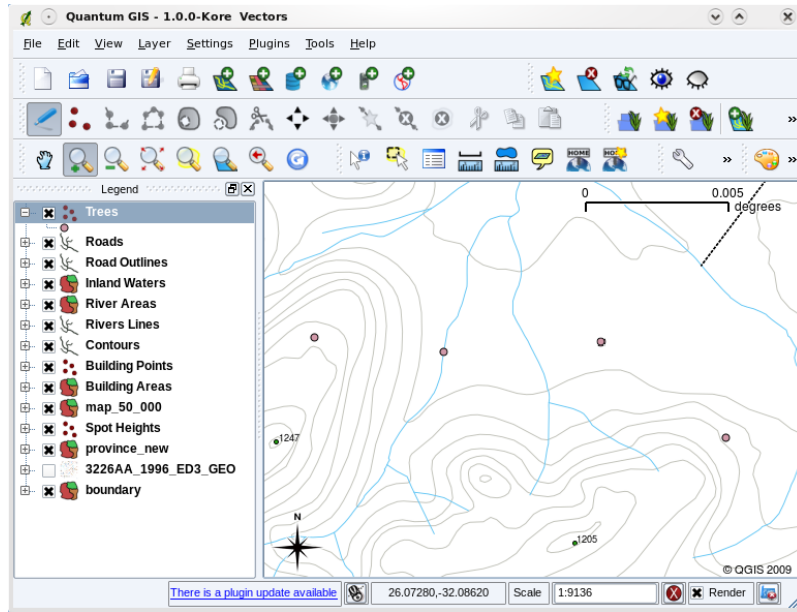 Quantum GIS - 1.0.0-Kore Vectors
File Edit View Layer Settings Plugins Tools Help
»
HOME HO
» »
Legend
Trees
Roads
Road Outlines
Inland Waters
River Areas
Rivers Lines
Contours
Building Points
Building Areas
map_50_000
Spot Heights
province_new
3226AA_1996_ED3_GEO
boundary
0 0.005
degrees
1247
1205
N
© QGIS 2009
There is a plugin update available 26.07280,-32.08620 Scale 1:9136 Render